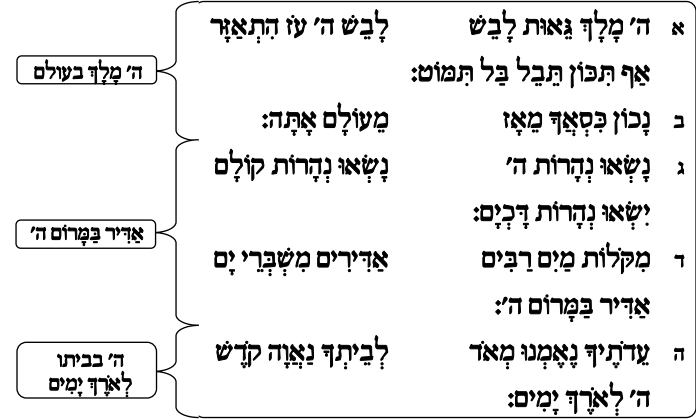 א ה' מָלָךְ גֵּאוּת לָבֵשׁ לָבֵשׁ ה' עֹז הִתְאַזָּר
אַף תִּכּוֹן תֵּבֵל בַּל תִּמּוֹט:
ב נָכוֹן כִּסְאֲךָ מֵאָז מֵעוֹלָם אָתָּה:
ג נָשְׂאוּ נְהָרוֹת ה' נָשְׂאוּ נְהָרוֹת קוֹלָם
יִשְׂאוּ נְהָרוֹת דָּכְיָם:
ד מִקֹּלוֹת מַיִם רַבִּים אַדִּירִים מִשְׁבְּרֵי יָם
אַדִּיר בַּמָּרוֹם ה':
ה עֵדֹתֶיךָ נֶאֶמְנוּ מְאֹד לְבֵיתְךָ נַאֲוָה קֹדֶשׁ
ה' לְאֹרֶךְ יָמִים:
ה' מָלָךְ בעולם
אַדִּיר בַּמָּרוֹם ה'
ה' בביתו
לְאֹרֶךְ יָמִים